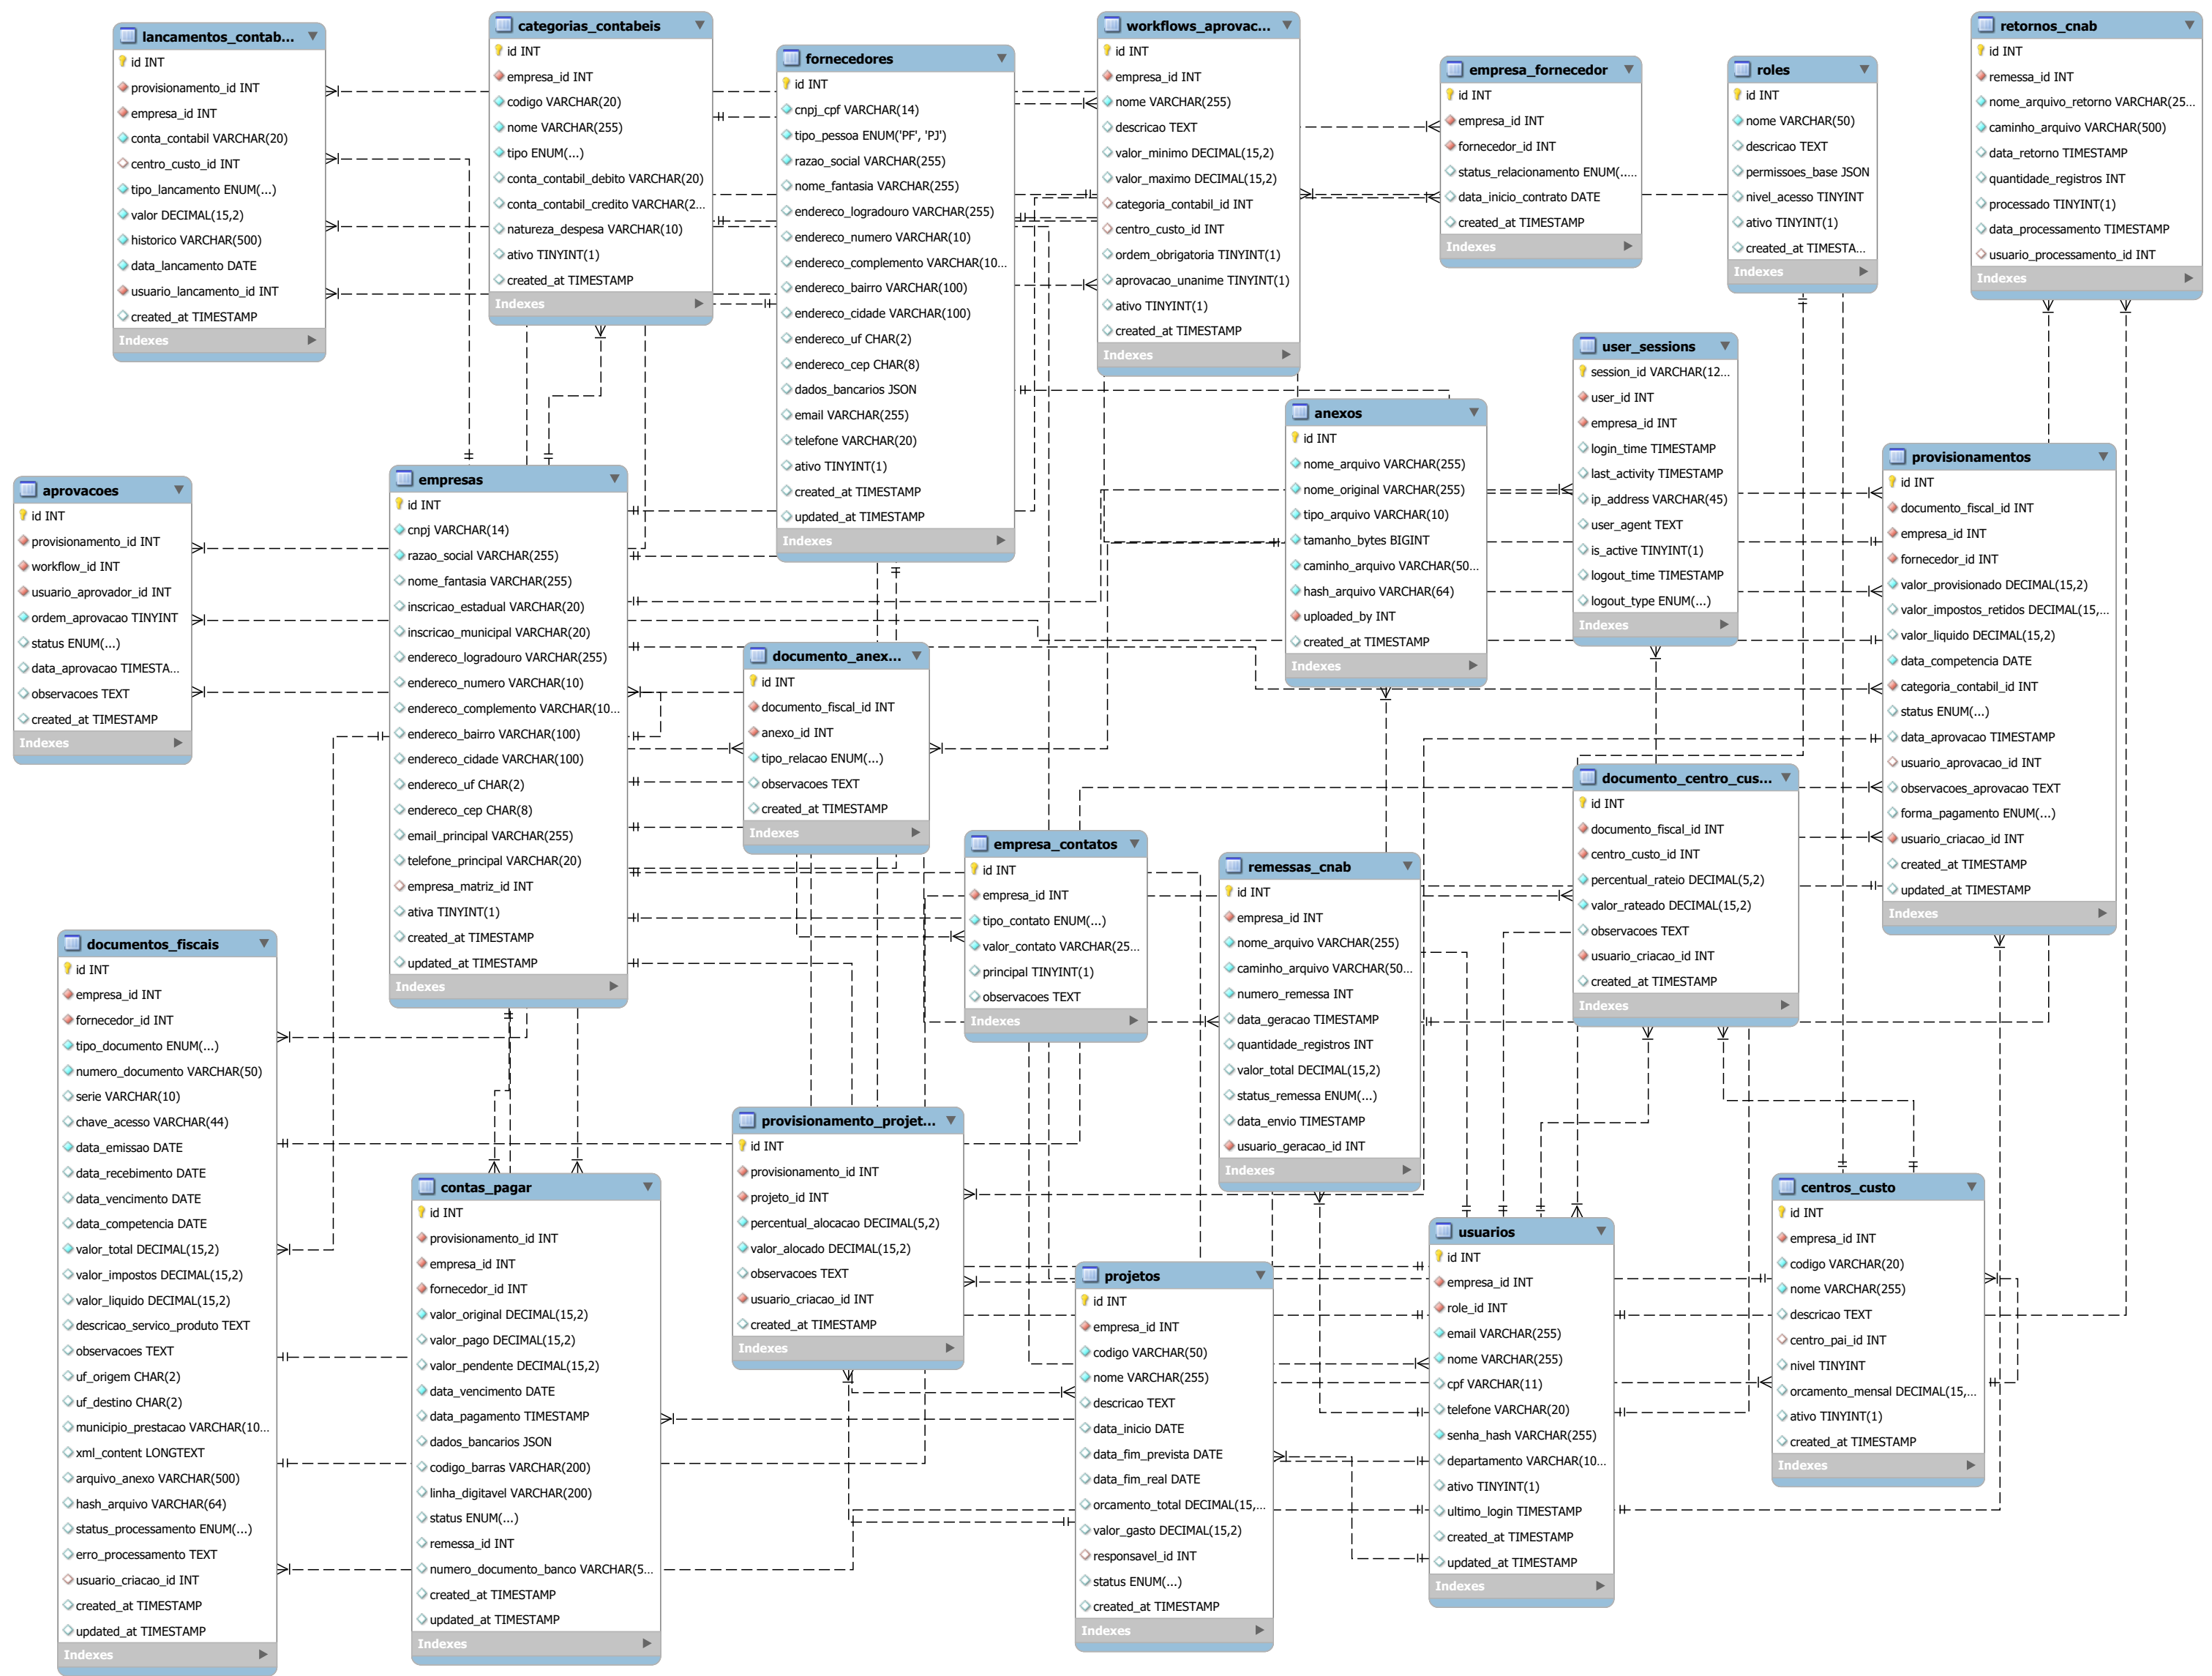 lancamentos_contab...
id INT
provisionamento_id INT
empresa_id INT
conta_contabil VARCHAR(20)
centro_custo_id INT
tipo_lancamento ENUM(...)
valor DECIMAL(15,2)
historico VARCHAR(500)
data_lancamento DATE
usuario_lancamento_id INT
created_at TIMESTAMP
Indexes
categorias_contabeis
id INT
empresa_id INT
codigo VARCHAR(20)
nome VARCHAR(255)
tipo ENUM(...)
conta_contabil_debito VARCHAR(20)
conta_contabil_credito VARCHAR(2...
natureza_despesa VARCHAR(10)
ativo TINYINT(1)
created_at TIMESTAMP
Indexes
fornecedores
id INT
cnpj_cpf VARCHAR(14)
tipo_pessoa ENUM('PF', 'PJ')
razao_social VARCHAR(255)
nome_fantasia VARCHAR(255)
endereco_logradouro VARCHAR(255)
endereco_numero VARCHAR(10)
endereco_complemento VARCHAR(10...
endereco_bairro VARCHAR(100)
endereco_cidade VARCHAR(100)
endereco_uf CHAR(2)
endereco_cep CHAR(8)
dados_bancarios JSON
email VARCHAR(255)
telefone VARCHAR(20)
ativo TINYINT(1)
created_at TIMESTAMP
updated_at TIMESTAMP
Indexes
workflows_aprovac...
id INT
empresa_id INT
nome VARCHAR(255)
descricao TEXT
valor_minimo DECIMAL(15,2)
valor_maximo DECIMAL(15,2)
categoria_contabil_id INT
centro_custo_id INT
ordem_obrigatoria TINYINT(1)
aprovacao_unanime TINYINT(1)
ativo TINYINT(1)
created_at TIMESTAMP
Indexes
empresa_fornecedor
id INT
empresa_id INT
fornecedor_id INT
status_relacionamento ENUM(.....
data_inicio_contrato DATE
created_at TIMESTAMP
Indexes
roles
id INT
nome VARCHAR(50)
descricao TEXT
permissoes_base JSON
nivel_acesso TINYINT
ativo TINYINT(1)
created_at TIMESTA...
Indexes
retornos_cnab
id INT
remessa_id INT
nome_arquivo_retorno VARCHAR(25...
caminho_arquivo VARCHAR(500)
data_retorno TIMESTAMP
quantidade_registros INT
processado TINYINT(1)
data_processamento TIMESTAMP
usuario_processamento_id INT
Indexes
user_sessions
session_id VARCHAR(12...
user_id INT
empresa_id INT
login_time TIMESTAMP
last_activity TIMESTAMP
ip_address VARCHAR(45)
user_agent TEXT
is_active TINYINT(1)
logout_time TIMESTAMP
logout_type ENUM(...)
Indexes
anexos
id INT
nome_arquivo VARCHAR(255)
nome_original VARCHAR(255)
tipo_arquivo VARCHAR(10)
tamanho_bytes BIGINT
caminho_arquivo VARCHAR(50...
hash_arquivo VARCHAR(64)
uploaded_by INT
created_at TIMESTAMP
Indexes
provisionamentos
id INT
documento_fiscal_id INT
empresa_id INT
fornecedor_id INT
valor_provisionado DECIMAL(15,2)
valor_impostos_retidos DECIMAL(15,...
valor_liquido DECIMAL(15,2)
data_competencia DATE
categoria_contabil_id INT
status ENUM(...)
data_aprovacao TIMESTAMP
usuario_aprovacao_id INT
observacoes_aprovacao TEXT
forma_pagamento ENUM(...)
usuario_criacao_id INT
created_at TIMESTAMP
updated_at TIMESTAMP
Indexes
aprovacoes
id INT
provisionamento_id INT
workflow_id INT
usuario_aprovador_id INT
ordem_aprovacao TINYINT
status ENUM(...)
data_aprovacao TIMESTA...
observacoes TEXT
created_at TIMESTAMP
Indexes
empresas
id INT
cnpj VARCHAR(14)
razao_social VARCHAR(255)
nome_fantasia VARCHAR(255)
inscricao_estadual VARCHAR(20)
inscricao_municipal VARCHAR(20)
endereco_logradouro VARCHAR(255)
endereco_numero VARCHAR(10)
endereco_complemento VARCHAR(10...
endereco_bairro VARCHAR(100)
endereco_cidade VARCHAR(100)
endereco_uf CHAR(2)
endereco_cep CHAR(8)
email_principal VARCHAR(255)
telefone_principal VARCHAR(20)
empresa_matriz_id INT
ativa TINYINT(1)
created_at TIMESTAMP
updated_at TIMESTAMP
Indexes
documento_anex...
id INT
documento_fiscal_id INT
anexo_id INT
tipo_relacao ENUM(...)
observacoes TEXT
created_at TIMESTAMP
Indexes
documento_centro_cus...
id INT
documento_fiscal_id INT
centro_custo_id INT
percentual_rateio DECIMAL(5,2)
valor_rateado DECIMAL(15,2)
observacoes TEXT
usuario_criacao_id INT
created_at TIMESTAMP
Indexes
empresa_contatos
id INT
empresa_id INT
tipo_contato ENUM(...)
valor_contato VARCHAR(25...
principal TINYINT(1)
observacoes TEXT
Indexes
remessas_cnab
id INT
empresa_id INT
nome_arquivo VARCHAR(255)
caminho_arquivo VARCHAR(50...
numero_remessa INT
data_geracao TIMESTAMP
quantidade_registros INT
valor_total DECIMAL(15,2)
status_remessa ENUM(...)
data_envio TIMESTAMP
usuario_geracao_id INT
Indexes
documentos_fiscais
id INT
empresa_id INT
fornecedor_id INT
tipo_documento ENUM(...)
numero_documento VARCHAR(50)
serie VARCHAR(10)
chave_acesso VARCHAR(44)
data_emissao DATE
data_recebimento DATE
data_vencimento DATE
data_competencia DATE
valor_total DECIMAL(15,2)
valor_impostos DECIMAL(15,2)
valor_liquido DECIMAL(15,2)
descricao_servico_produto TEXT
observacoes TEXT
uf_origem CHAR(2)
uf_destino CHAR(2)
municipio_prestacao VARCHAR(10...
xml_content LONGTEXT
arquivo_anexo VARCHAR(500)
hash_arquivo VARCHAR(64)
status_processamento ENUM(...)
erro_processamento TEXT
usuario_criacao_id INT
created_at TIMESTAMP
updated_at TIMESTAMP
Indexes
contas_pagar
id INT
provisionamento_id INT
empresa_id INT
fornecedor_id INT
valor_original DECIMAL(15,2)
valor_pago DECIMAL(15,2)
valor_pendente DECIMAL(15,2)
data_vencimento DATE
data_pagamento TIMESTAMP
dados_bancarios JSON
codigo_barras VARCHAR(200)
linha_digitavel VARCHAR(200)
status ENUM(...)
remessa_id INT
numero_documento_banco VARCHAR(5...
created_at TIMESTAMP
updated_at TIMESTAMP
Indexes
provisionamento_projet...
id INT
provisionamento_id INT
projeto_id INT
percentual_alocacao DECIMAL(5,2)
valor_alocado DECIMAL(15,2)
observacoes TEXT
usuario_criacao_id INT
created_at TIMESTAMP
Indexes
projetos
id INT
empresa_id INT
codigo VARCHAR(50)
nome VARCHAR(255)
descricao TEXT
data_inicio DATE
data_fim_prevista DATE
data_fim_real DATE
orcamento_total DECIMAL(15,...
valor_gasto DECIMAL(15,2)
responsavel_id INT
status ENUM(...)
created_at TIMESTAMP
Indexes
usuarios
id INT
empresa_id INT
role_id INT
email VARCHAR(255)
nome VARCHAR(255)
cpf VARCHAR(11)
telefone VARCHAR(20)
senha_hash VARCHAR(255)
departamento VARCHAR(10...
ativo TINYINT(1)
ultimo_login TIMESTAMP
created_at TIMESTAMP
updated_at TIMESTAMP
Indexes
centros_custo
id INT
empresa_id INT
codigo VARCHAR(20)
nome VARCHAR(255)
descricao TEXT
centro_pai_id INT
nivel TINYINT
orcamento_mensal DECIMAL(15,...
ativo TINYINT(1)
created_at TIMESTAMP
Indexes